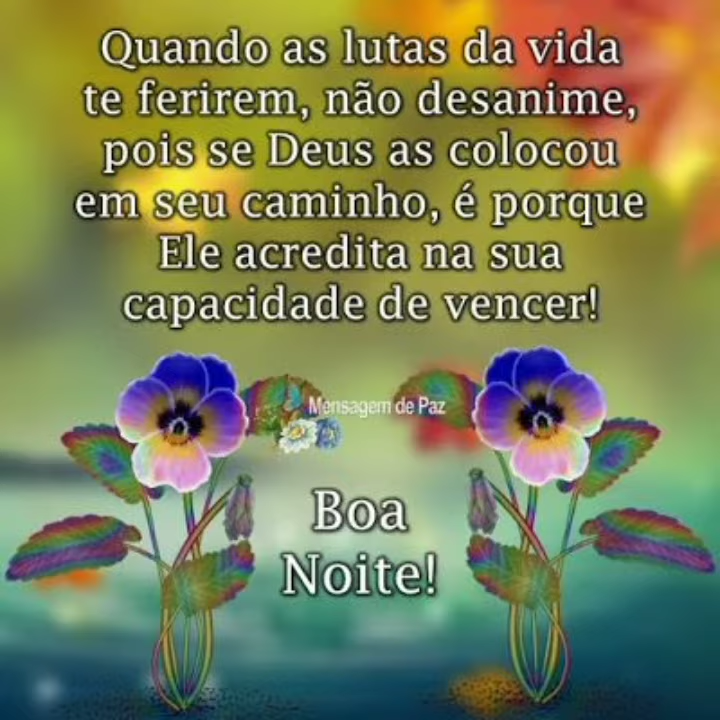 Quando as lutas da vida
te ferirem, não desanime,
pois se Deus as colocou
em seu caminho, é porque
Ele acredita na sua
capacidade de vencer!
Mensagem de Paz
Boa
Noite!